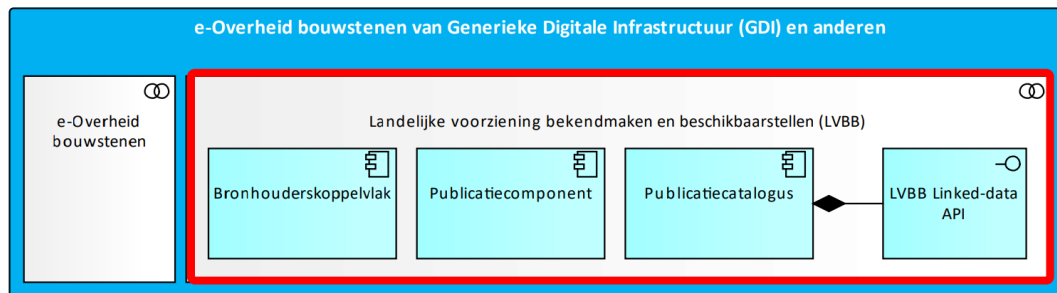 e-Overheid bouwstenen van Generieke Digitale Infrastructuur (GDI) en anderen
e-Overheid
bouwstenen
Landelijke voorziening bekendmaken en beschikbaarstellen (LVBB)
Bronhouderskoppelvlak
Publicatiecomponent
Publicatiecatalogus
LVBB Linked-data
API